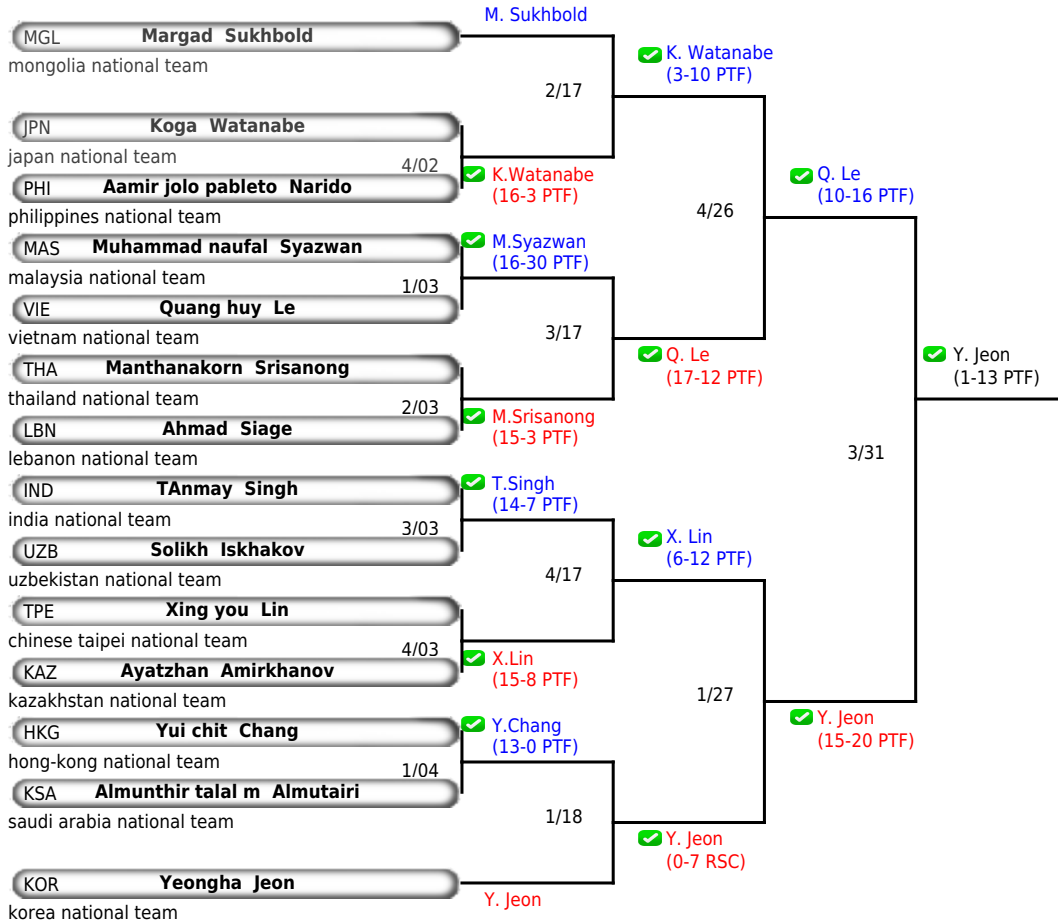 M. Sukhbold
MGL Margad Sukhbold
mongolia national team
K. Watanabe
(3-10 PTF)
2/17
JPN Koga Watanabe
japan national team
4/02
K.Watanabe
(16-3 PTF)
PHI Aamir jolo pableto Narido
philippines national team
Q. Le
(10-16 PTF)
4/26
MAS Muhammad naufal Syazwan
malaysia national team
M.Syazwan
(16-30 PTF)
1/03
VIE Quang huy Le
vietnam national team
3/17
Q. Le
(17-12 PTF)
THA Manthanakorn Srisanong
thailand national team
2/03
M.Srisanong
(15-3 PTF)
LBN Ahmad Siage
lebanon national team
Y. Jeon
(1-13 PTF)
3/31
IND TAnmay Singh
india national team
T.Singh
(14-7 PTF)
3/03
UZB Solikh Iskhakov
uzbekistan national team
X. Lin
(6-12 PTF)
4/17
TPE Xing you Lin
chinese taipei national team
4/03
X.Lin
(15-8 PTF)
KAZ Ayatzhan Amirkhanov
kazakhstan national team
1/27
Y. Jeon
(15-20 PTF)
HKG Yui chit Chang
hong-kong national team
Y.Chang
(13-0 PTF)
1/04
KSA Almunthir talal m Almutairi
saudi arabia national team
1/18
Y. Jeon
(0-7 RSC)
KOR Yeongha Jeon
korea national team
Y. Jeon